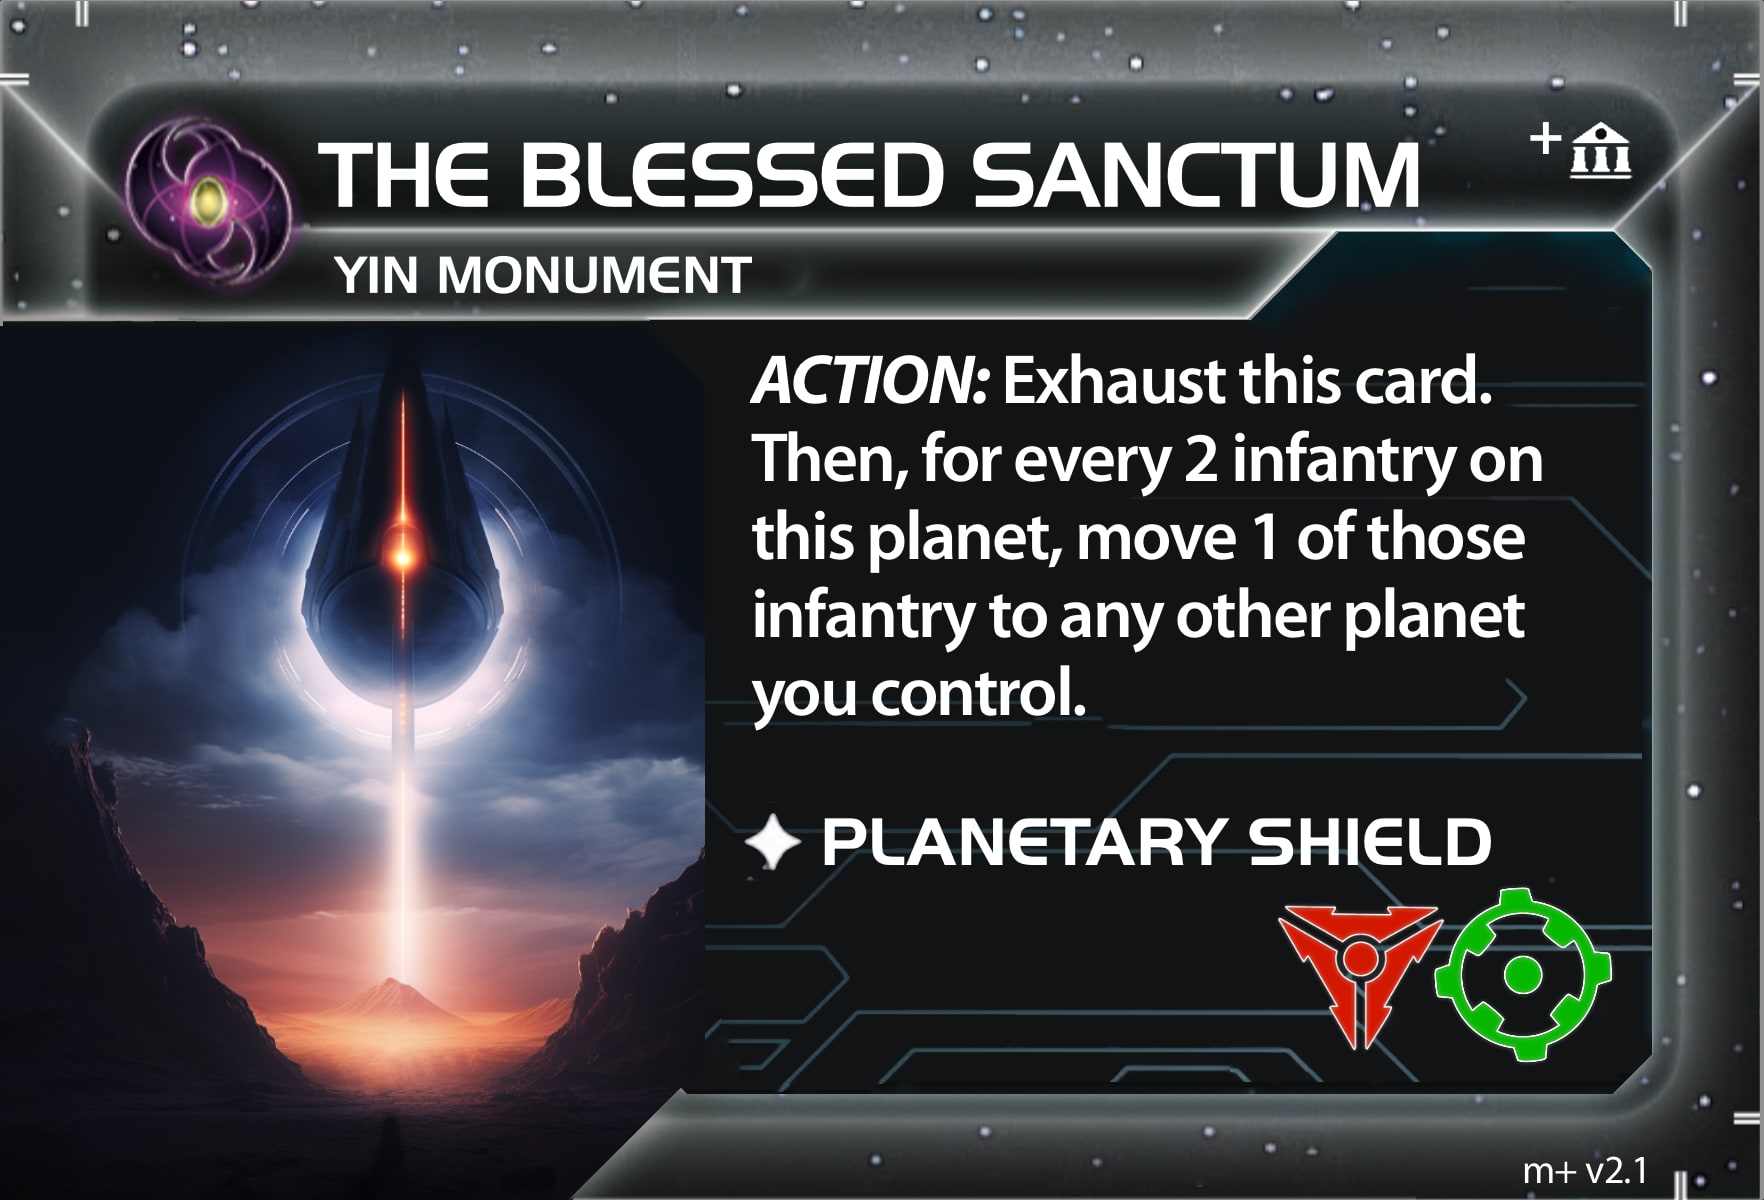 THE BLESSED SANCTUM
+
YIN MONUMENT
ACTION: Exhaust this card.
Then, for every 2 infantry on
this planet, move 1 of those
infantry to any other planet
you control.
PLANETARY SHIELD
m+ v2.1